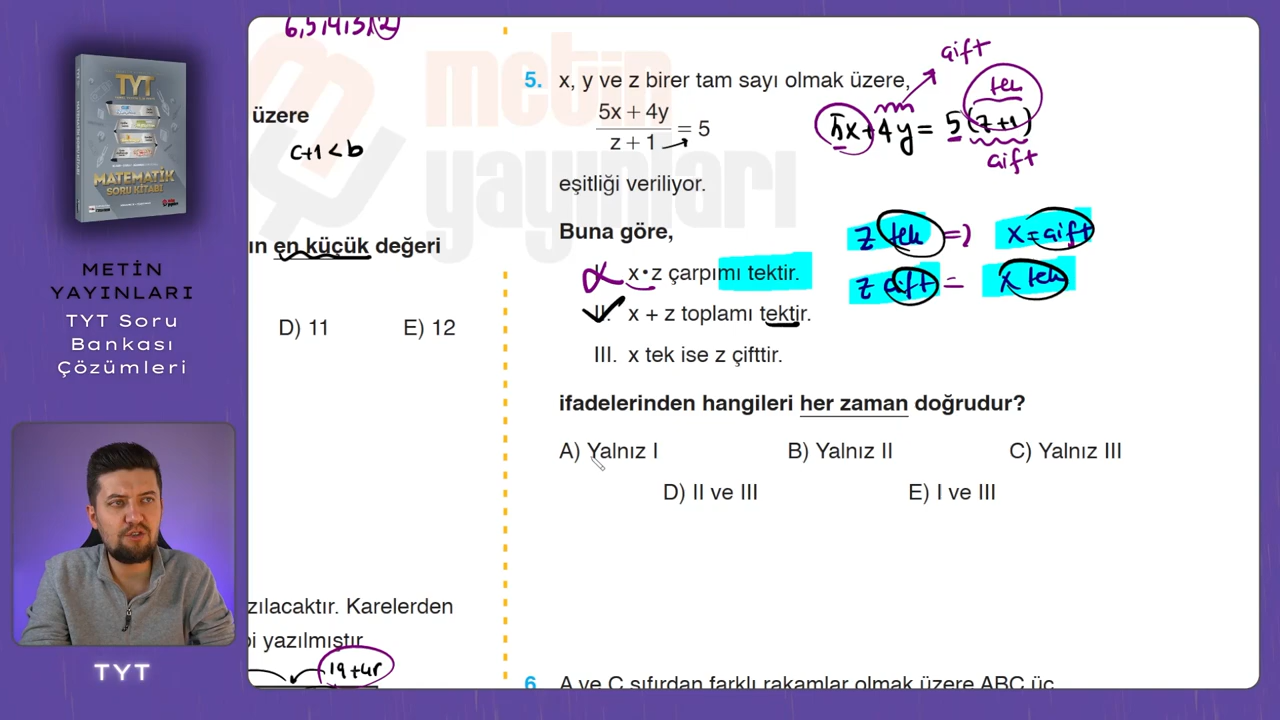 TYT
MATEMATİK
SORU KİTABI
METİN
YAYINLARI
TYT Soru
Bankası
Çözümleri
TYT
üzere
c+1 < b
ın en küçük değeri
D) 11 E) 12
zılacaktır. Karelerden
bi yazılmıştır
19+4r
metin
yayınları
5. x, y ve z birer tam sayı olmak üzere,
5x + 4y
z + 1
= 5
eşitliği veriliyor.
Buna göre,
x•z çarpımı tektir.
II. x + z toplamı tektir.
III. x tek ise z çifttir.
ifadelerinden hangileri her zaman doğrudur?
A) Yalnız I B) Yalnız II C) Yalnız III
D) II ve III E) I ve III
çift
tek
5x+4y = 5(z+1)
çift
z tek => x = çift
z çift = x tek
6. A ve C sıfırdan farklı rakamlar olmak üzere ABC üç